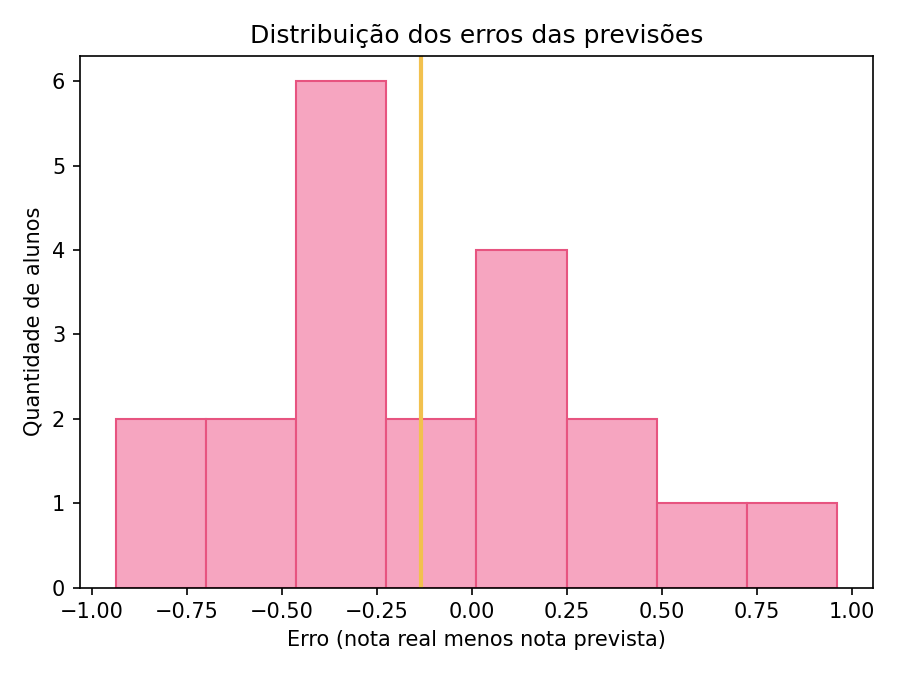 Distribuição dos erros das previsões
Quantidade de alunos
6
5
4
3
2
1
0
−1.00 −0.75 −0.50 −0.25 0.00 0.25 0.50 0.75 1.00
Erro (nota real menos nota prevista)